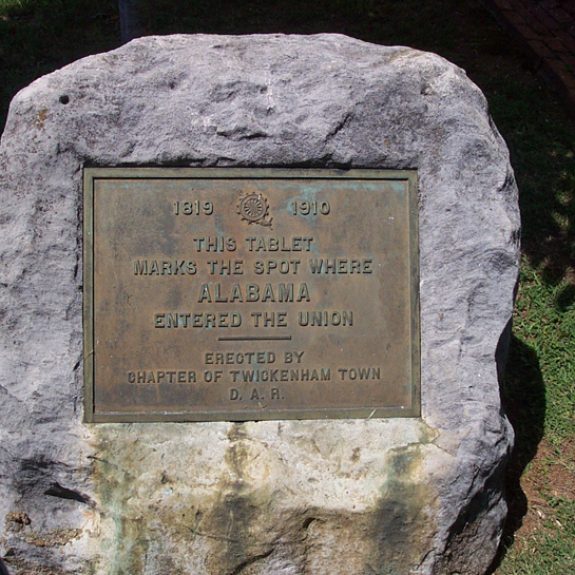 1819 1910
THIS TABLET
MARKS THE SPOT WHERE
ALABAMA
ENTERED THE UNION
ERECTED BY
CHAPTER OF TWICKENHAM TOWN
D. A. R.